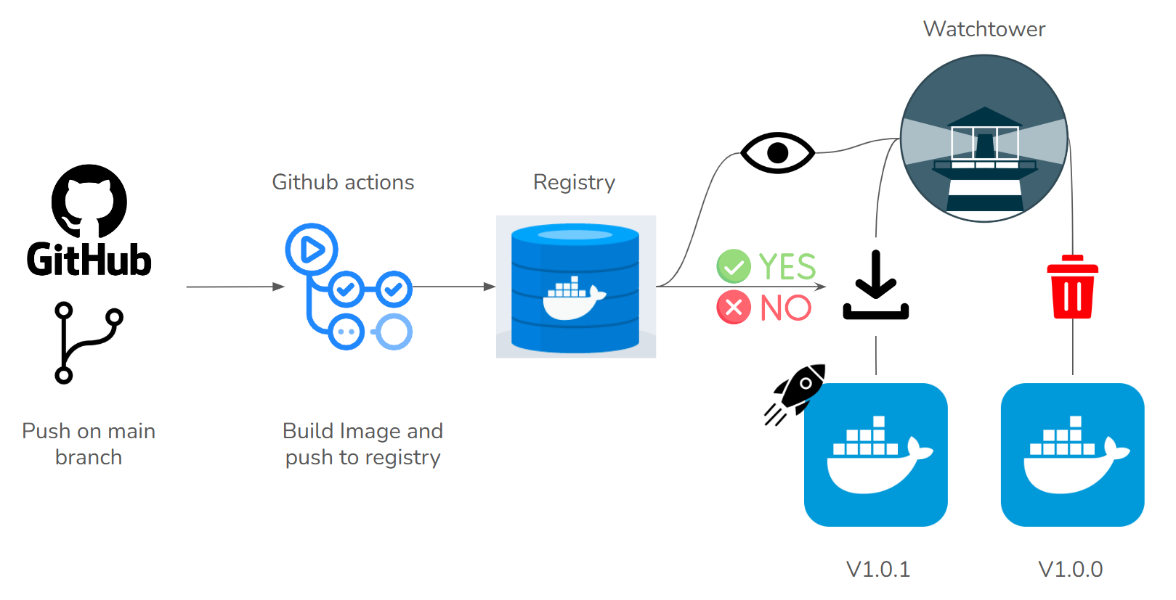 Watchtower
Github actions
Registry
GitHub
YES
NO
Push on main
branch
Build Image and
push to registry
V1.0.1
V1.0.0